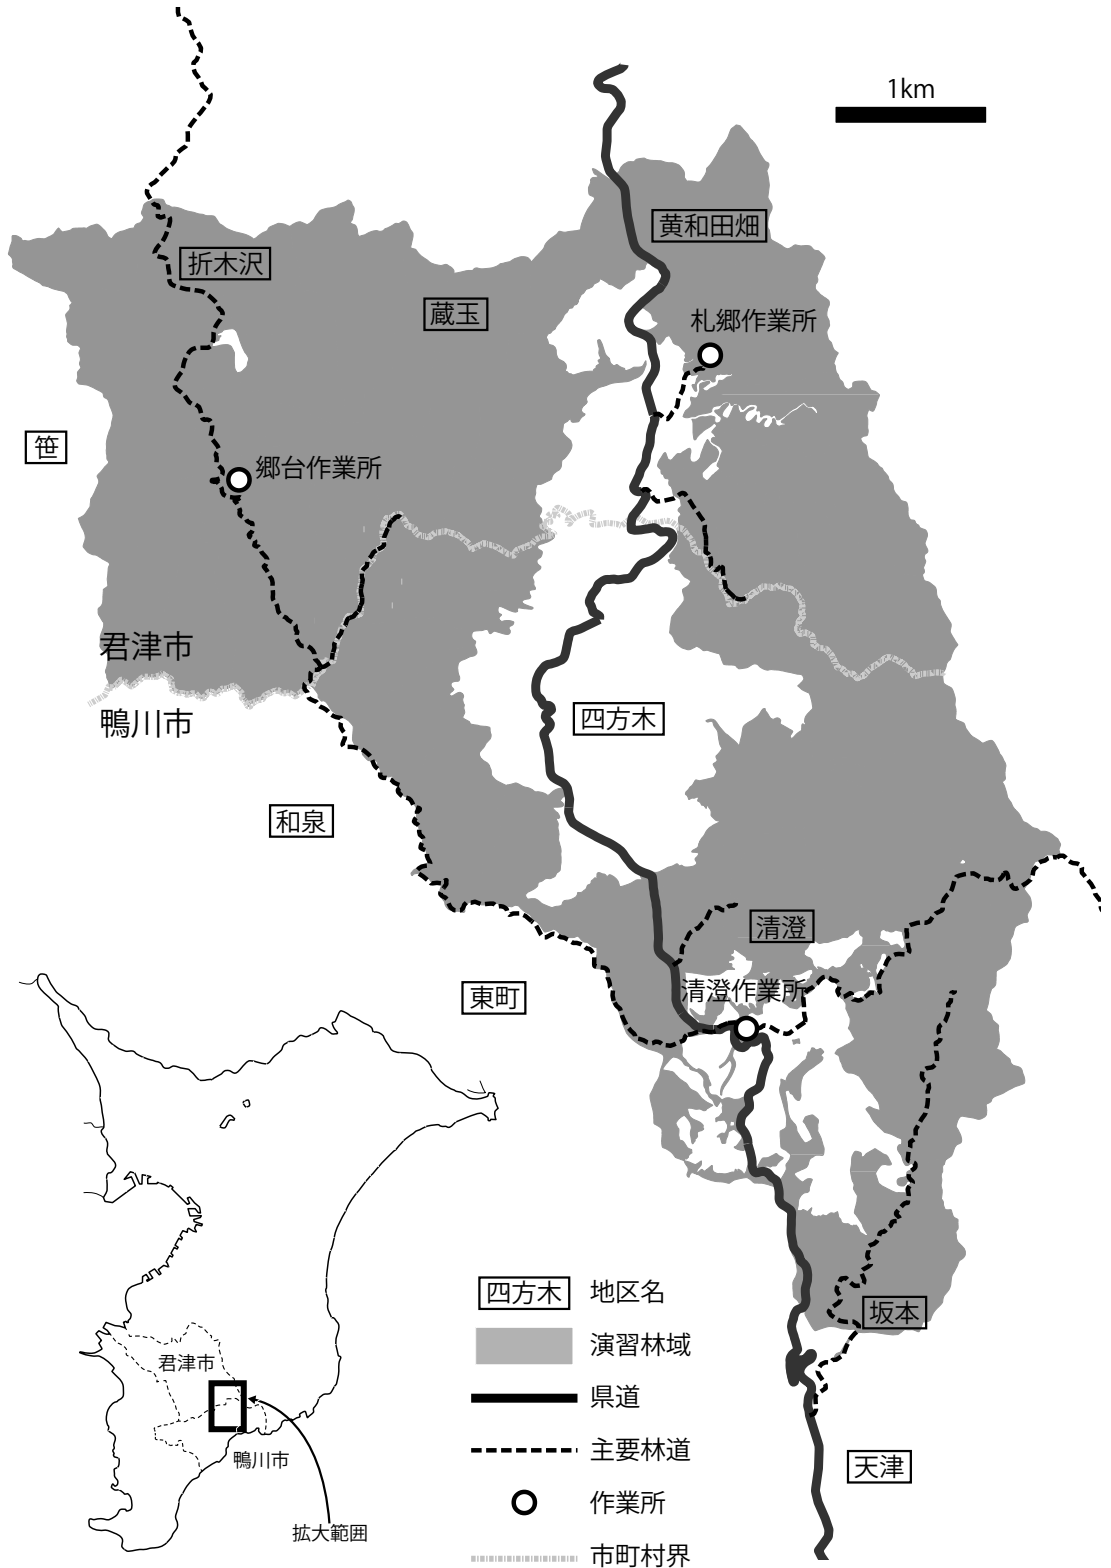 1km
黄和田畑
折木沢
蔵玉
札郷作業所
笹
郷台作業所
君津市
鴨川市
四方木
和泉
清澄
清澄作業所
東町
坂本
天津
君津市
鴨川市
拡大範囲
四方木 地区名
演習林域
県道
主要林道
作業所
市町村界